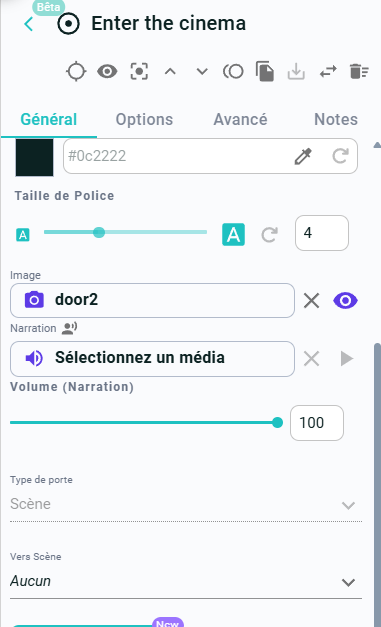 Bêta
Enter the cinema
Général Options Avancé Notes
#0c2222
Taille de Police
A A 4
Image
door2
Narration
Sélectionnez un média
Volume (Narration)
100
Type de porte
Scène
Vers Scène
Aucun
New